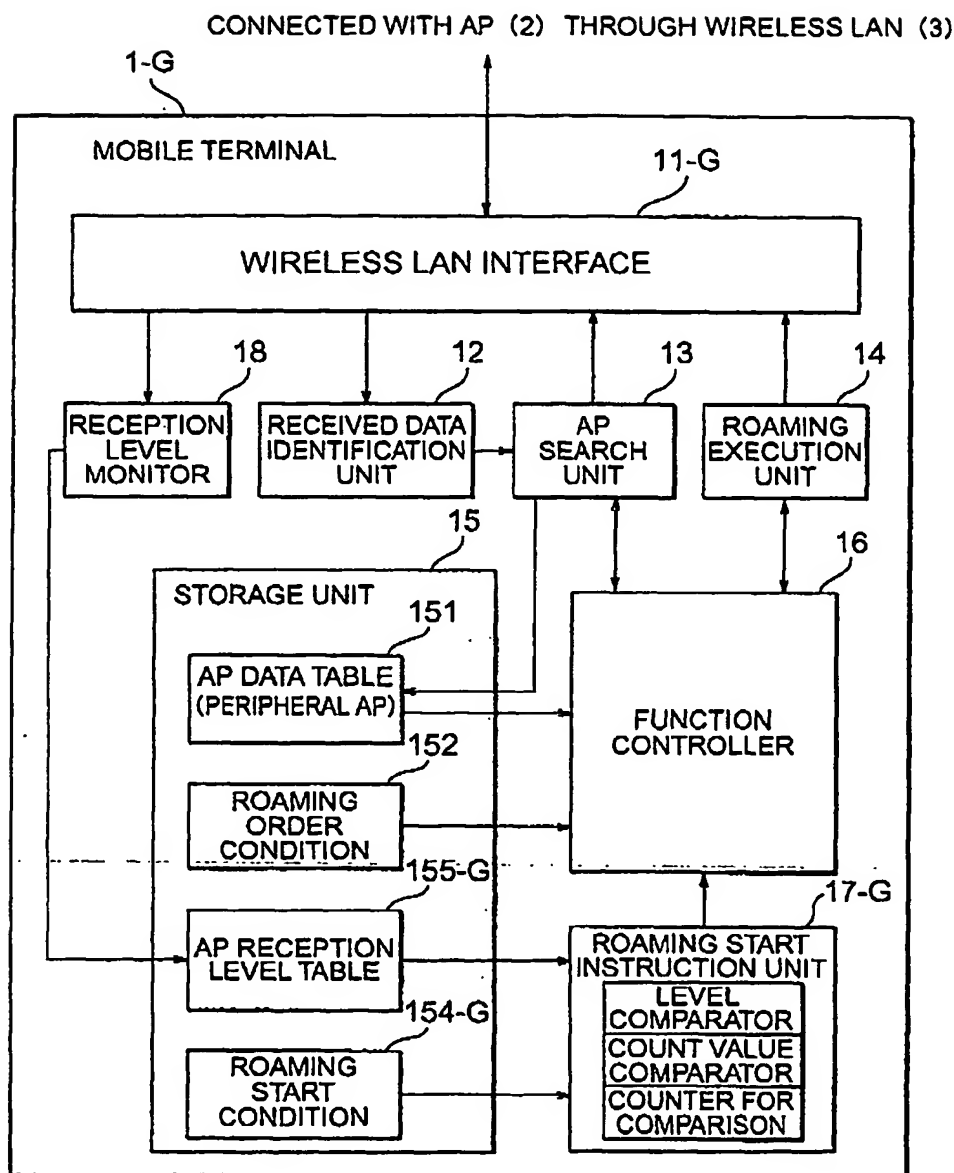 CONNECTED WITH AP (2) THROUGH WIRELESS LAN (3)
1-G
MOBILE TERMINAL
11-G
WIRELESS LAN INTERFACE
18
12
13
14
RECEPTION
LEVEL
MONITOR
RECEIVED DATA
IDENTIFICATION
UNIT
AP
SEARCH
UNIT
ROAMING
EXECUTION
UNIT
15
16
STORAGE UNIT
151
AP DATA TABLE
(PERIPHERAL AP)
FUNCTION
CONTROLLER
152
ROAMING
ORDER
CONDITION
155-G
17-G
AP RECEPTION
LEVEL TABLE
ROAMING START
INSTRUCTION UNIT
LEVEL
COMPARATOR
COUNT VALUE
COMPARATOR
COUNTER FOR
COMPARISON
154-G
ROAMING
START
CONDITION